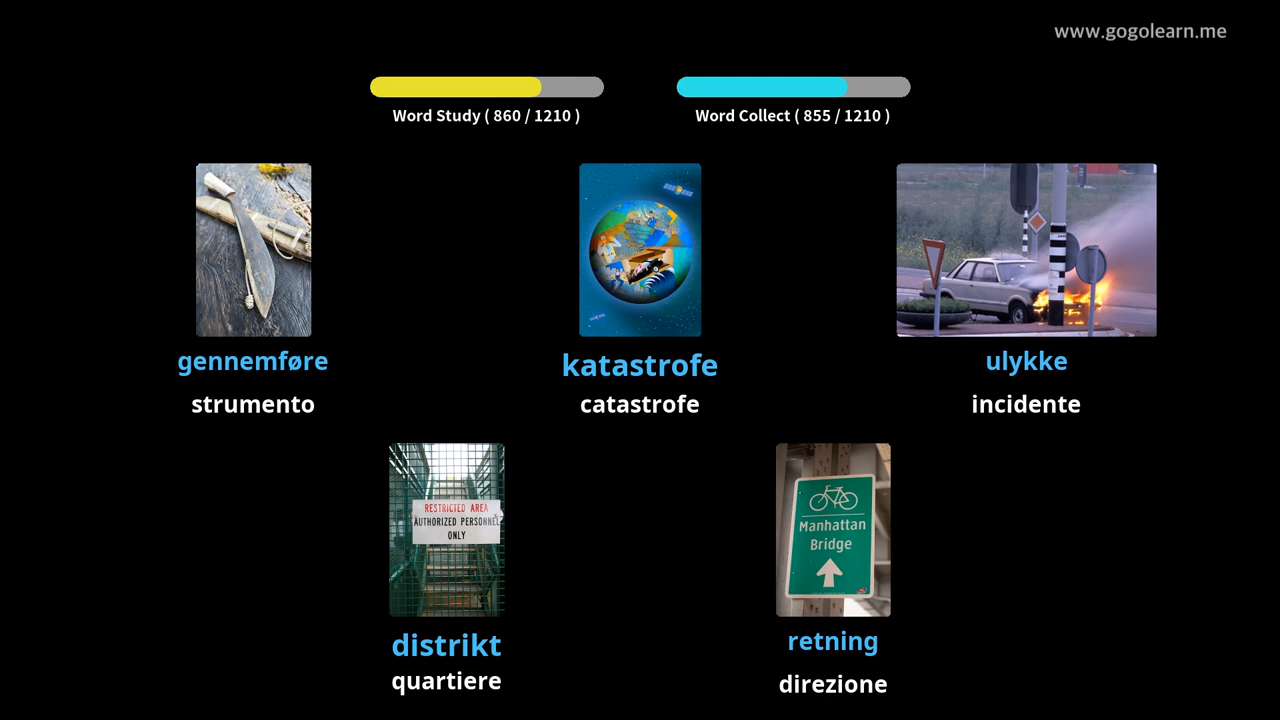 www.gogolearn.me
Word Study ( 860 / 1210 )
Word Collect ( 855 / 1210 )
gennemføre
strumento
katastrofe
catastrofe
ulykke
incidente
RESTRICTED AREA
AUTHORIZED PERSONNEL
ONLY
distrikt
quartiere
Manhattan
Bridge
retning
direzione